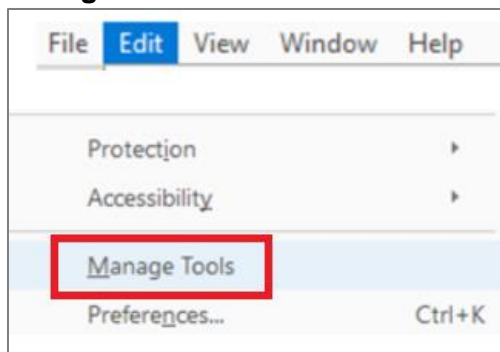 File Edit View Window Help
Protection
Accessibility
Manage Tools
Preferences... Ctrl+K